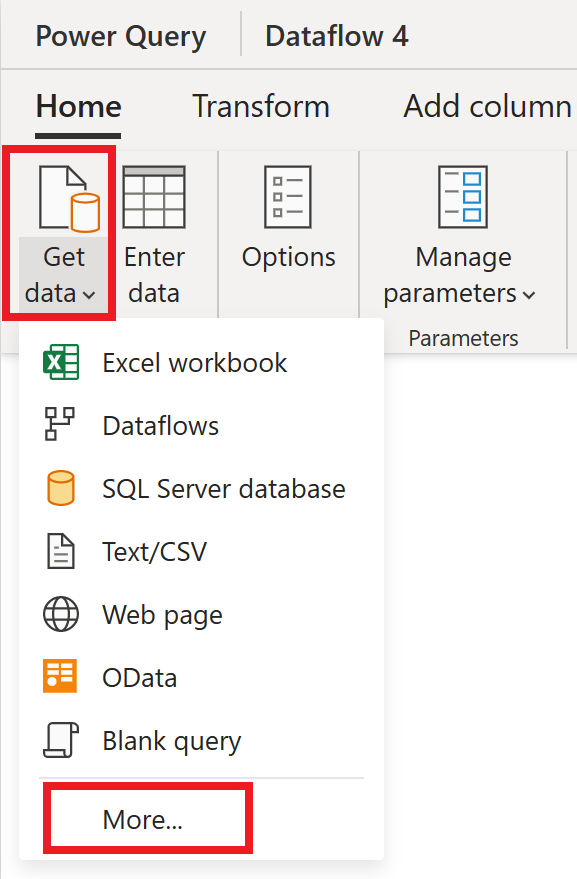 Power Query
Dataflow 4
Home
Transform
Add column
Get
data
Enter
data
Options
Manage
parameters
Parameters
Excel workbook
Dataflows
SQL Server database
Text/CSV
Web page
OData
Blank query
More...